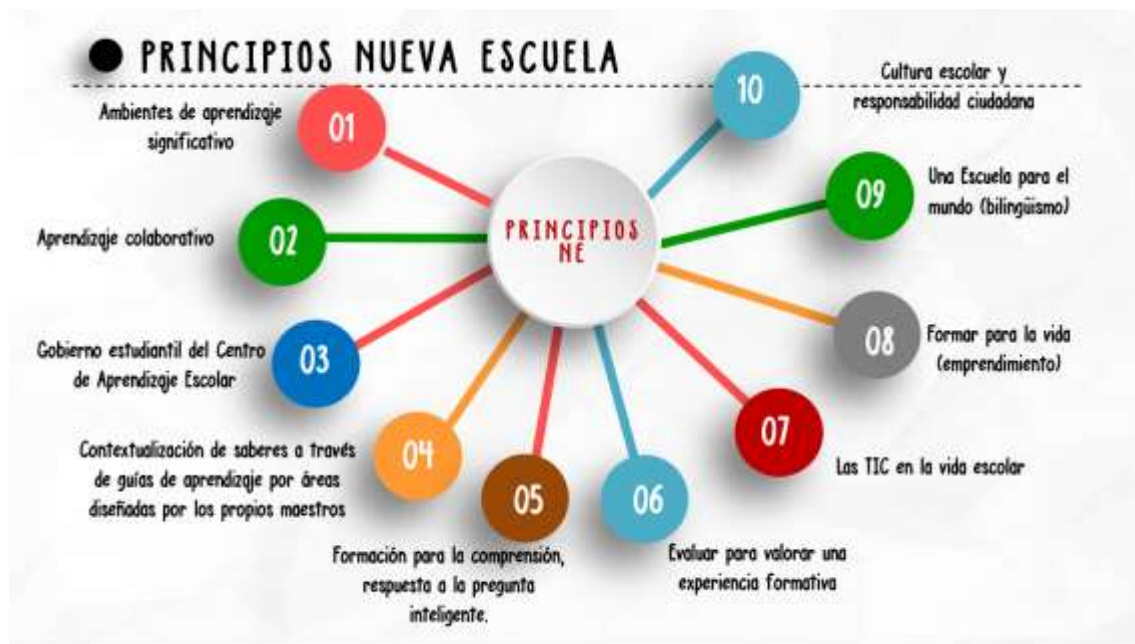 PRINCIPIOS NUEVA ESCUELA
PRINCIPIOS
NE
01
Ambientes de aprendizaje
significativo
02
Aprendizaje colaborativo
03
Gobierno estudiantil del Centro
de Aprendizaje Escolar
04
Contextualización de saberes a través
de guías de aprendizaje por áreas
diseñadas por los propios maestros
05
Formación para la comprensión,
respuesta a la pregunta
inteligente.
06
Evaluar para valorar una
experiencia formativa
07
Las TIC en la vida escolar
08
Formar para la vida
(emprendimiento)
09
Una Escuela para el
mundo (bilingüismo)
10
Cultura escolar y
responsabilidad ciudadana